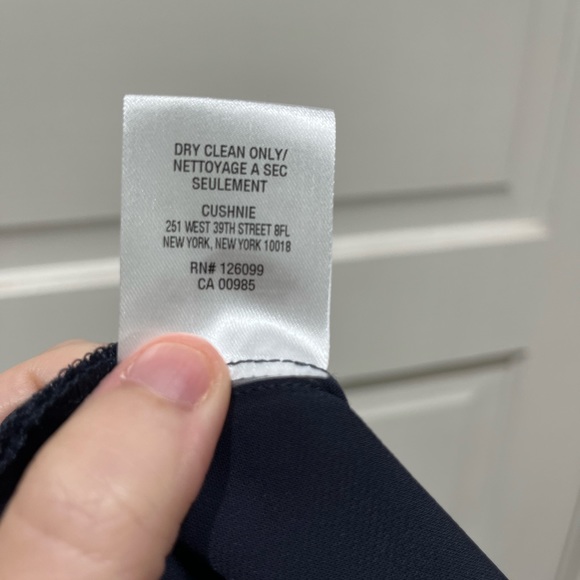 DRY CLEAN ONLY/
NETTOYAGE A SEC
SEULEMENT
CUSHNIE
251 WEST 39TH STREET 8FL
NEW YORK, NEW YORK 10018
RN# 126099
CA 00985